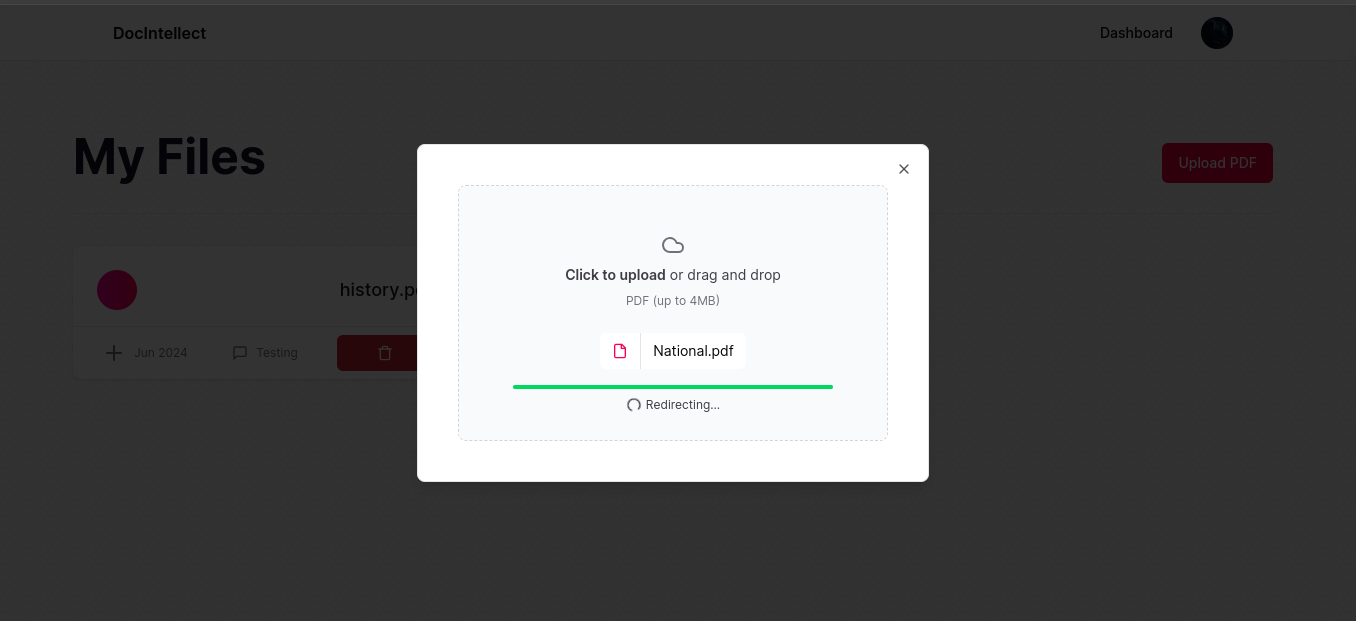 DocIntellect
Dashboard
My Files
Upload PDF
Click to upload or drag and drop
PDF (up to 4MB)
National.pdf
Redirecting...
history.p
Jun 2024
Testing